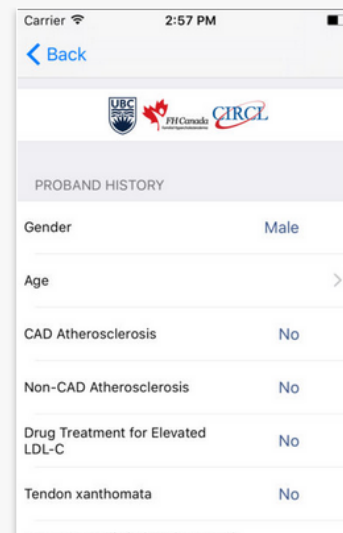 Carrier 2:57 PM
Back
UBC
FH Canada CIRCL
PROBAND HISTORY
Gender Male
Age
CAD Atherosclerosis No
Non-CAD Atherosclerosis No
Drug Treatment for Elevated
LDL-C No
Tendon xanthomata No